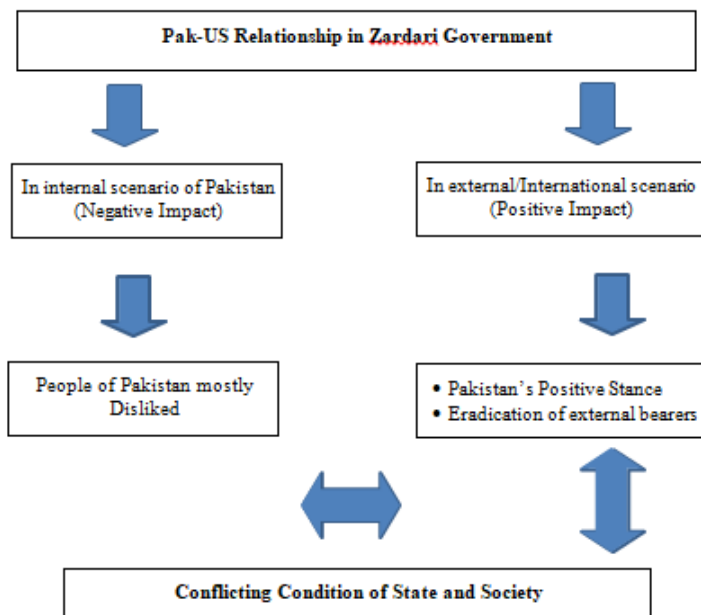 Pak-US Relationship in Zardari Government
In internal scenario of Pakistan
(Negative Impact)
In external/International scenario
(Positive Impact)
People of Pakistan mostly
Disliked
• Pakistan’s Positive Stance
• Eradication of external bearers
Conflicting Condition of State and Society